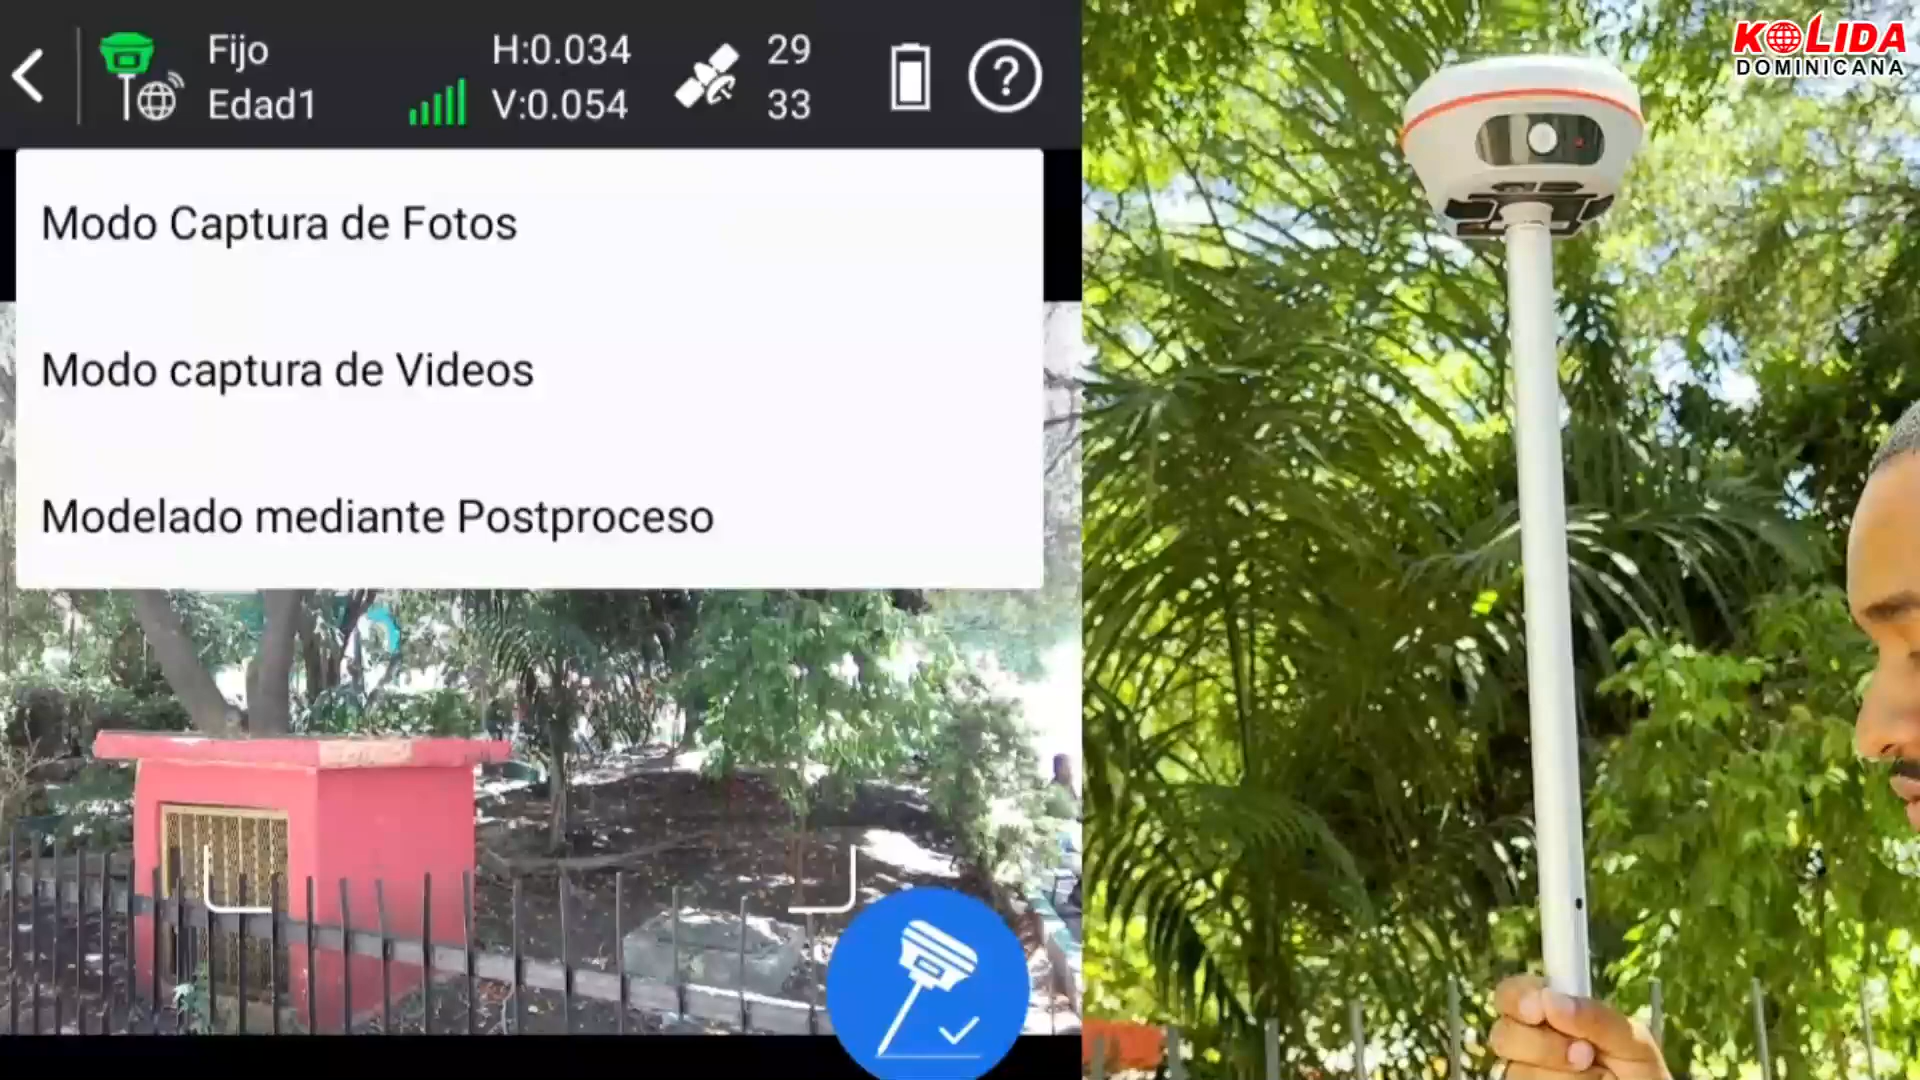 Fijo
Edad1
H:0.034
V:0.054
29
33
?
Modo Captura de Fotos
Modo captura de Videos
Modelado mediante Postproceso
KOLIDA
DOMINICANA